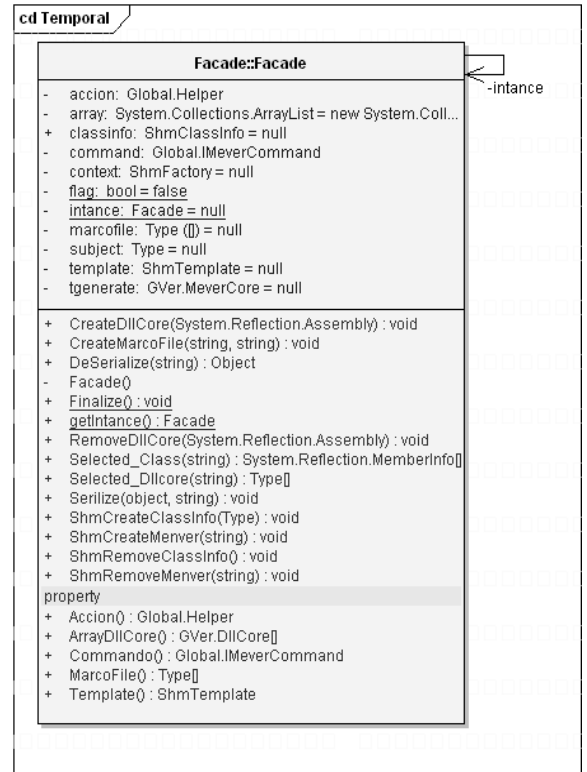 cd Temporal
Facade::Facade
-intance
- accion: Global.Helper
- array: System.Collections.ArrayList = new System.Coll...
+ classinfo: ShmClassInfo = null
- command: Global.IMeverCommand
- context: ShmFactory = null
- flag: bool = false
- intance: Facade = null
- marcofile: Type ([]) = null
- subject: Type = null
- template: ShmTemplate = null
- tgenerate: GVer.MeverCore = null
+ CreateDllCore(System.Reflection.Assembly) : void
+ CreateMarcoFile(string, string) : void
+ DeSerialize(string) : Object
- Facade()
+ Finalize() : void
+ getIntance() : Facade
+ RemoveDllCore(System.Reflection.Assembly) : void
+ Selected_Class(string) : System.Reflection.MemberInfo[]
+ Selected_Dllcore(string) : Type[]
+ Serilize(object, string) : void
+ ShmCreateClassInfo(Type) : void
+ ShmCreateMenver(string) : void
+ ShmRemoveClassInfo() : void
+ ShmRemoveMenver(string) : void
property
+ Accion() : Global.Helper
+ ArrayDllCore() : GVer.DllCore[]
+ Commando() : Global.IMeverCommand
+ MarcoFile() : Type[]
+ Template() : ShmTemplate